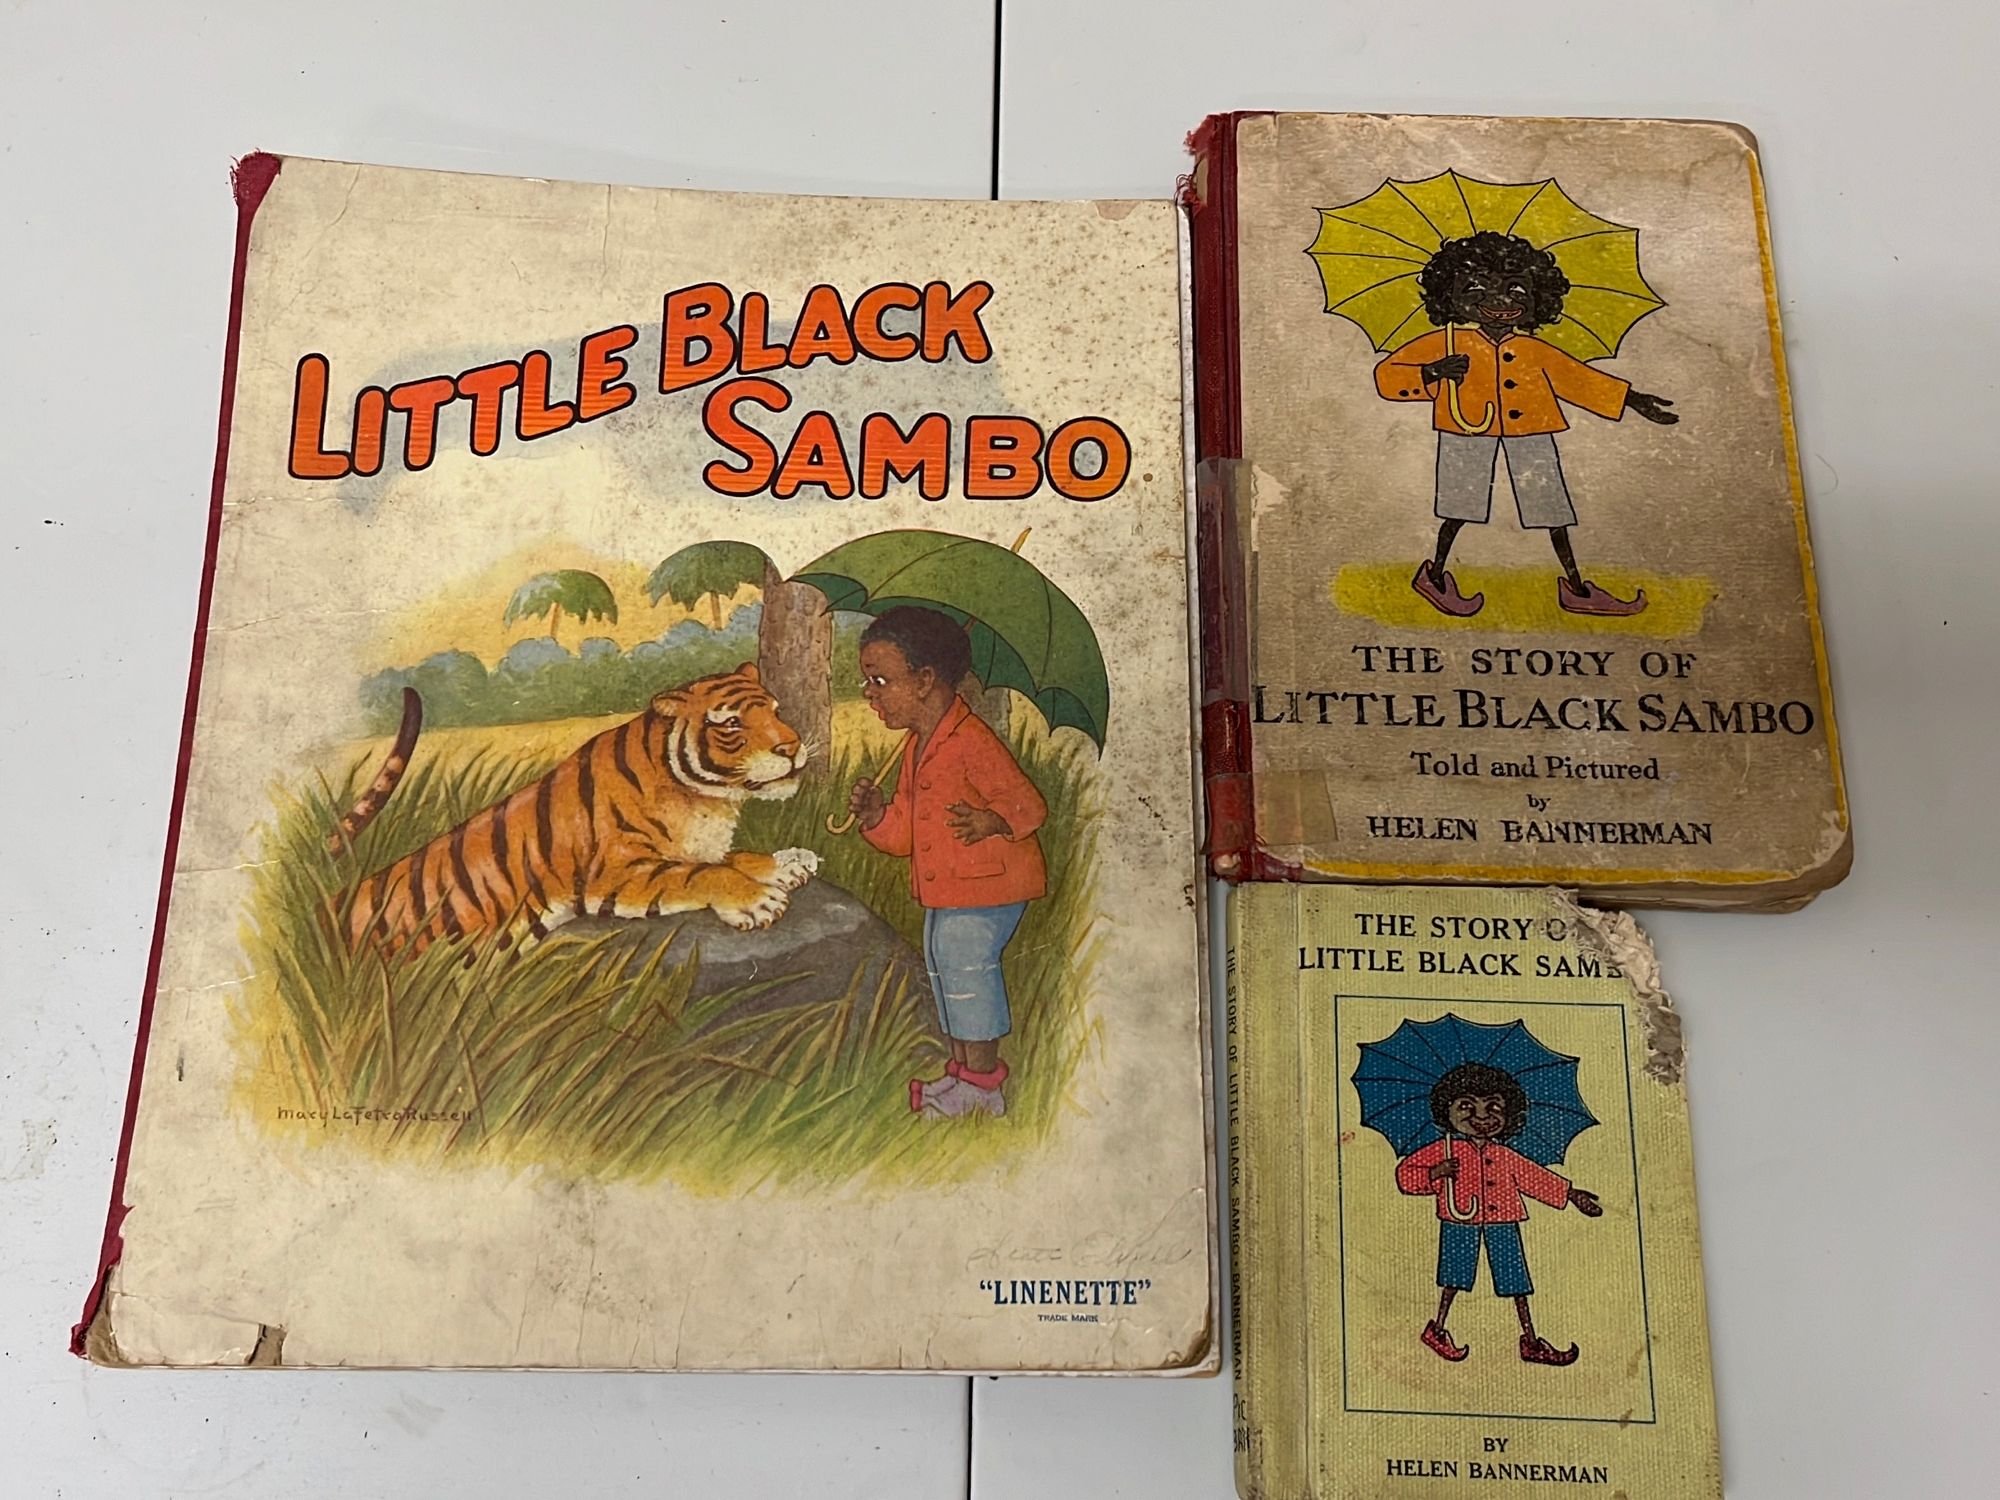 LITTLE BLACK
SAMBO
Mary LaFetra Russell
"LINENETTE"
TRADE MARK
THE STORY OF
LITTLE BLACK SAMBO
Told and Pictured
by
HELEN BANNERMAN
THE STORY O
LITTLE BLACK SAMB
BY
HELEN BANNERMAN
THE STORY OF LITTLE BLACK SAMBO • BANNERMAN